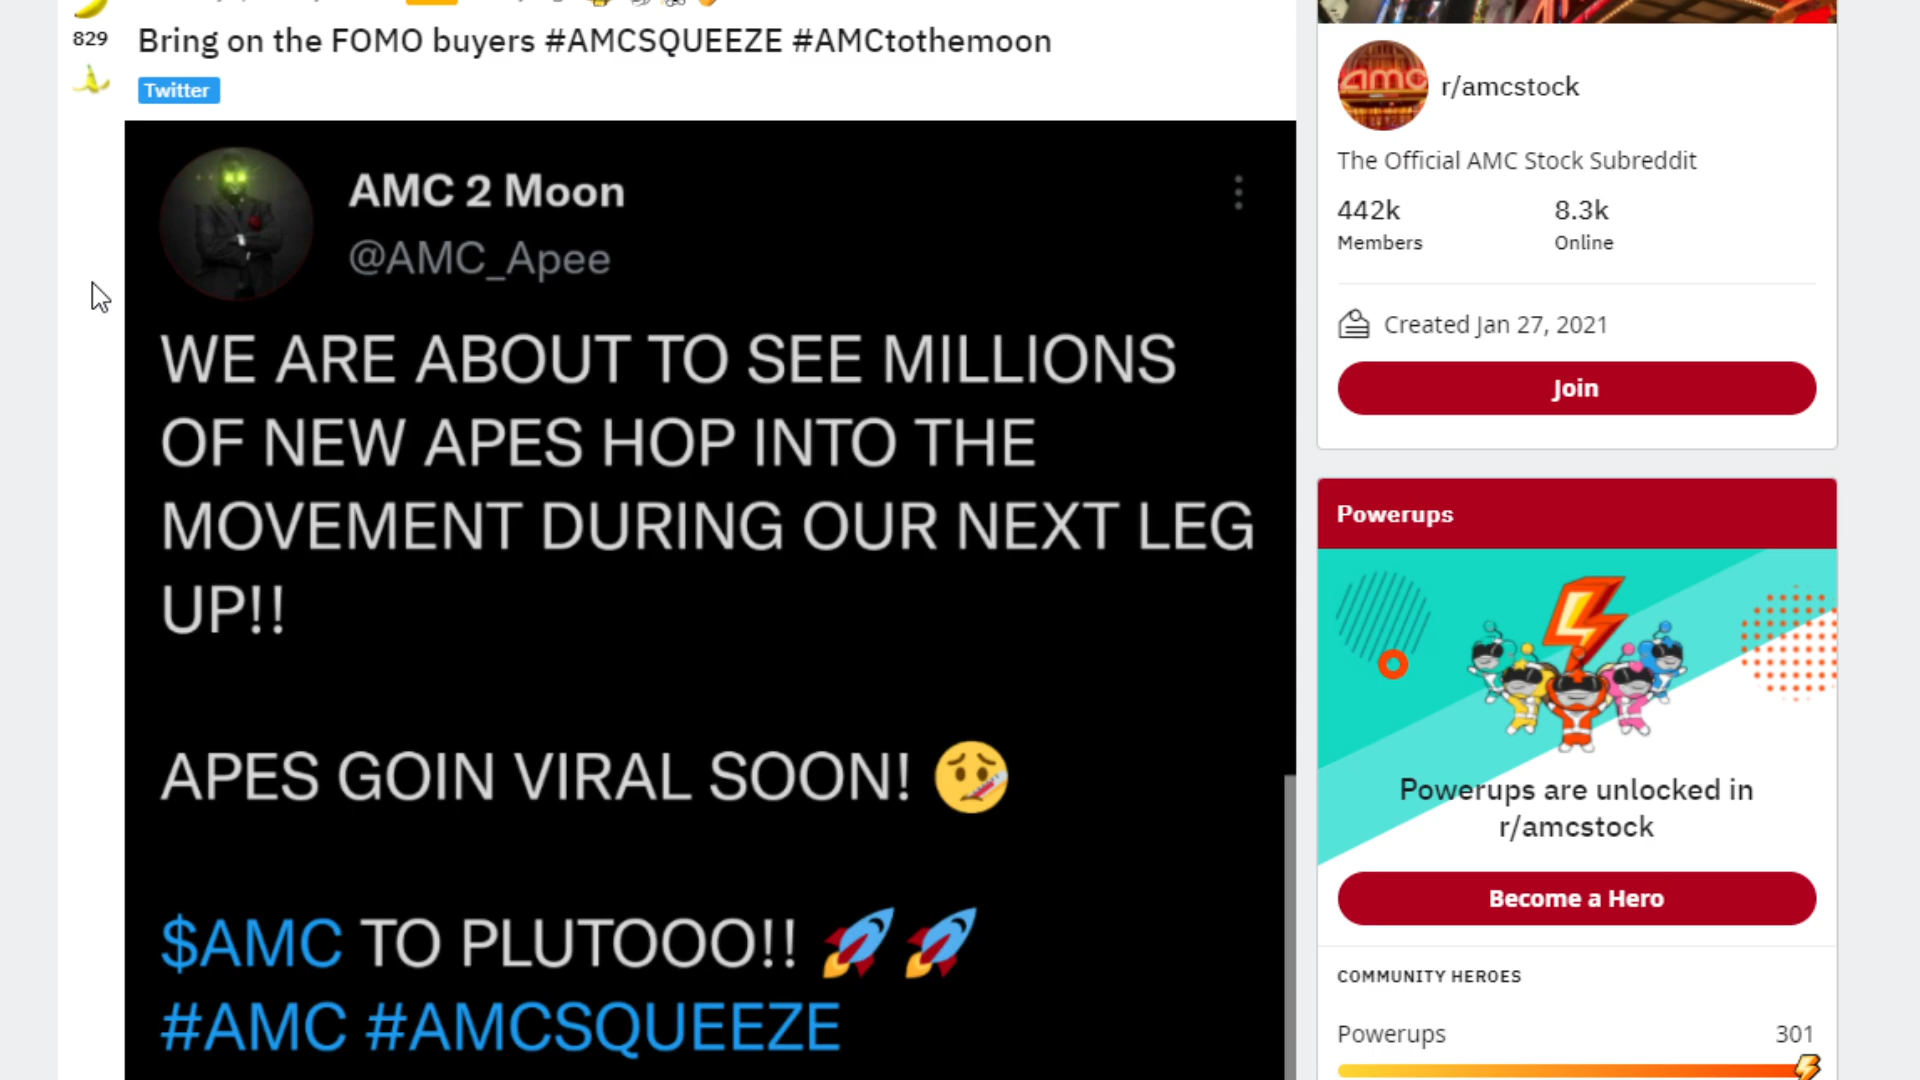 829
Bring on the FOMO buyers #AMCSQUEEZE #AMCtothemoon
Twitter
AMC 2 Moon
@AMC_Apee
WE ARE ABOUT TO SEE MILLIONS
OF NEW APES HOP INTO THE
MOVEMENT DURING OUR NEXT LEG
UP!!
APES GOIN VIRAL SOON! 🤒
$AMC TO PLUTOOO!! 🚀🚀
#AMC #AMCSQUEEZE
amc
r/amcstock
The Official AMC Stock Subreddit
442k
8.3k
Members
Online
Created Jan 27, 2021
Join
Powerups
Powerups are unlocked in
r/amcstock
Become a Hero
COMMUNITY HEROES
Powerups
301